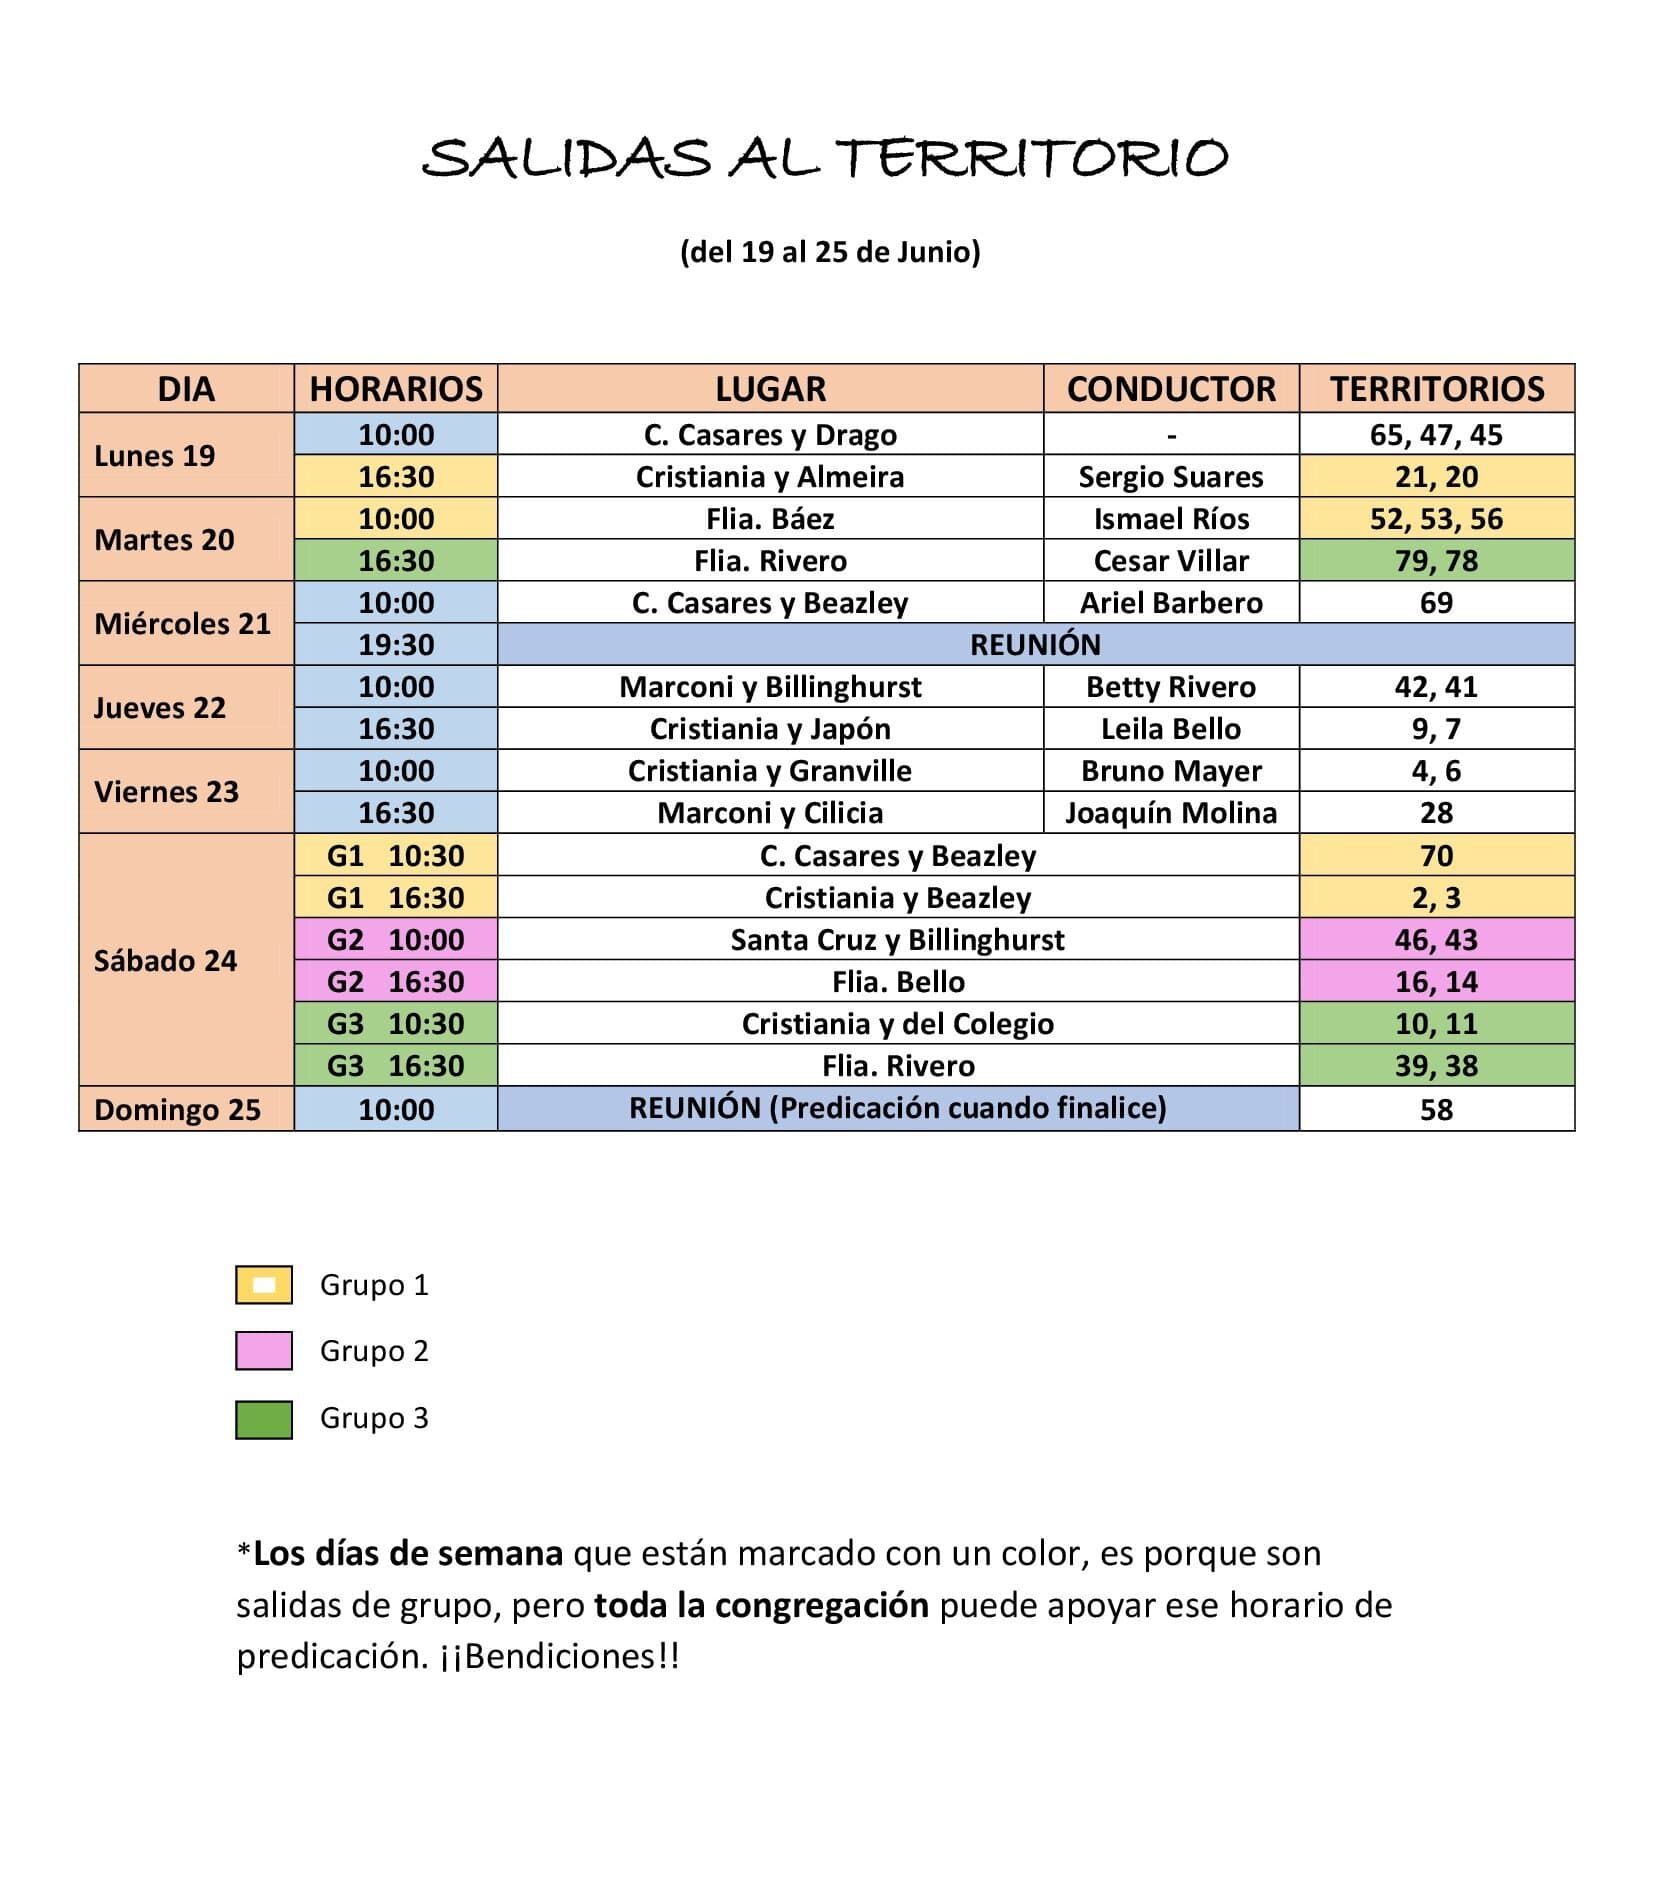 SALIDAS AL TERRITORIO
(del 19 al 25 de Junio)
DIA HORARIOS LUGAR CONDUCTOR TERRITORIOS
Lunes 19 10:00 C. Casares y Drago - 65, 47, 45
16:30 Cristiania y Almeira Sergio Suares 21, 20
Martes 20 10:00 Flia. Báez Ismael Ríos 52, 53, 56
16:30 Flia. Rivero Cesar Villar 79, 78
Miércoles 21 10:00 C. Casares y Beazley Ariel Barbero 69
19:30 REUNIÓN
Jueves 22 10:00 Marconi y Billinghurst Betty Rivero 42, 41
16:30 Cristiania y Japón Leila Bello 9, 7
Viernes 23 10:00 Cristiania y Granville Bruno Mayer 4, 6
16:30 Marconi y Cilicia Joaquín Molina 28
Sábado 24 G1 10:30 C. Casares y Beazley 70
G1 16:30 Cristiania y Beazley 2, 3
G2 10:00 Santa Cruz y Billinghurst 46, 43
G2 16:30 Flia. Bello 16, 14
G3 10:30 Cristiania y del Colegio 10, 11
G3 16:30 Flia. Rivero 39, 38
Domingo 25 10:00 REUNIÓN (Predicación cuando finalice) 58
Grupo 1
Grupo 2
Grupo 3
*Los días de semana que están marcado con un color, es porque son
salidas de grupo, pero toda la congregación puede apoyar ese horario de
predicación. ¡¡Bendiciones!!